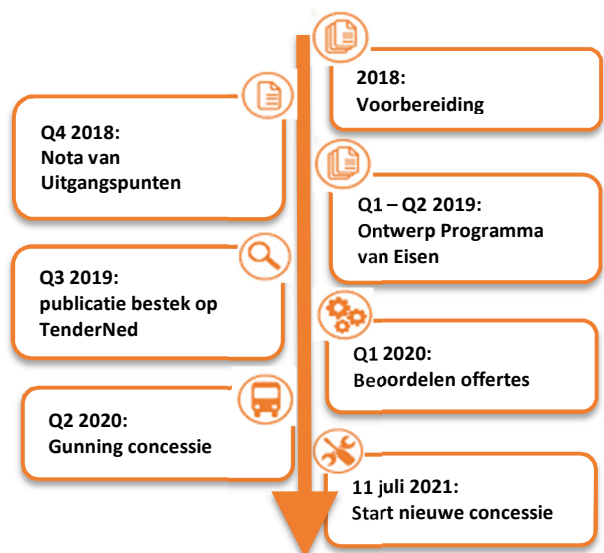 2018:
Voorbereiding
Q4 2018:
Nota van
Uitgangspunten
Q1 – Q2 2019:
Ontwerp Programma
van Eisen
Q3 2019:
publicatie bestek op
TenderNed
Q1 2020:
Beoordelen offertes
Q2 2020:
Gunning concessie
11 juli 2021:
Start nieuwe concessie